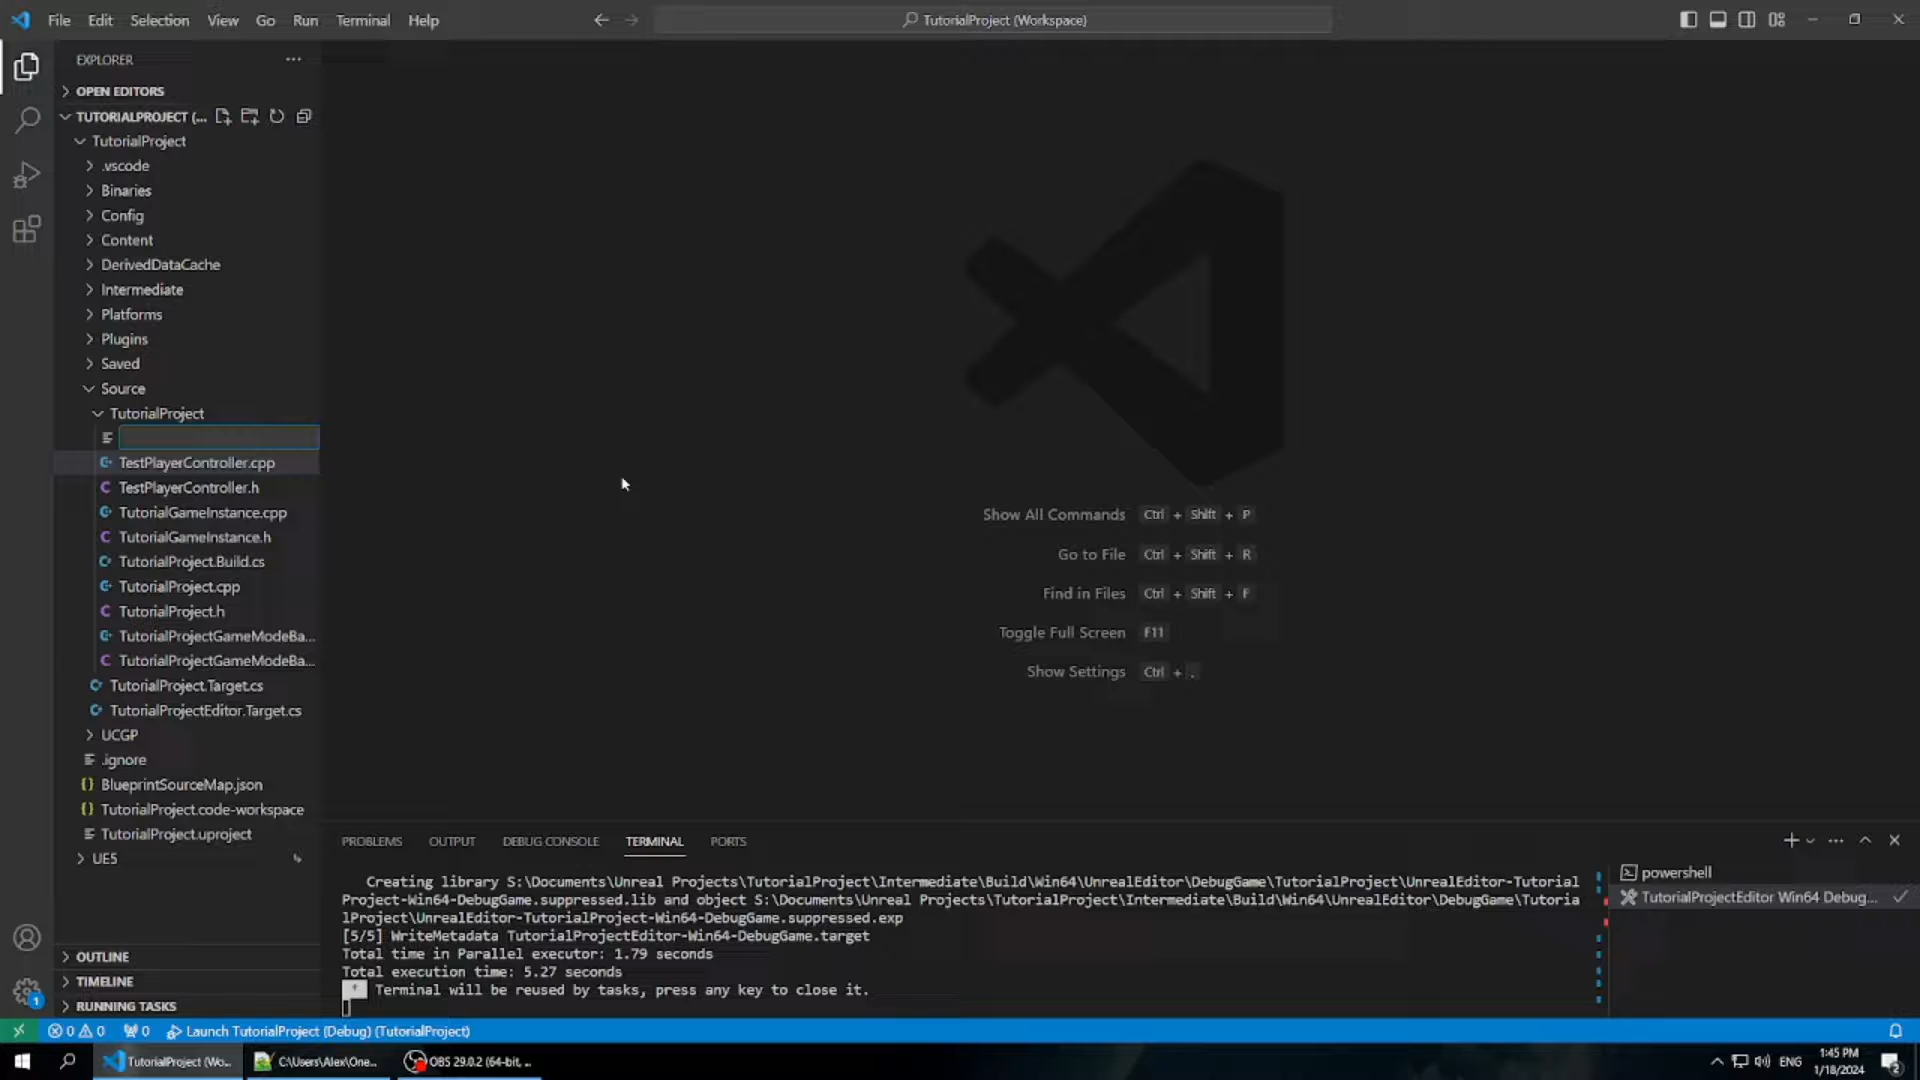 File Edit Selection View Go Run Terminal Help
TutorialProject (Workspace)
EXPLORER
OPEN EDITORS
TUTORIALPROJECT (...
TutorialProject
.vscode
Binaries
Config
Content
DerivedDataCache
Intermediate
Platforms
Plugins
Saved
Source
TutorialProject
TestPlayerController.cpp
TestPlayerController.h
TutorialGameInstance.cpp
TutorialGameInstance.h
TutorialProject.Build.cs
TutorialProject.cpp
TutorialProject.h
TutorialProjectGameModeBa...
TutorialProjectGameModeBa...
TutorialProject.Target.cs
TutorialProjectEditor.Target.cs
UCGP
.ignore
BlueprintSourceMap.json
TutorialProject.code-workspace
TutorialProject.uproject
UE5
OUTLINE
TIMELINE
RUNNING TASKS
1
Show All Commands Ctrl + Shift + P
Go to File Ctrl + Shift + R
Find in Files Ctrl + Shift + F
Toggle Full Screen F11
Show Settings Ctrl + .
PROBLEMS OUTPUT DEBUG CONSOLE TERMINAL PORTS
Creating library S:\Documents\Unreal Projects\TutorialProject\Intermediate\Build\Win64\UnrealEditor\DebugGame\TutorialProject\UnrealEditor-Tutorial
Project-Win64-DebugGame.suppressed.lib and object S:\Documents\Unreal Projects\TutorialProject\Intermediate\Build\Win64\UnrealEditor\DebugGame\Tutoria
lProject\UnrealEditor-TutorialProject-Win64-DebugGame.suppressed.exp
[5/5] WriteMetadata TutorialProjectEditor-Win64-DebugGame.target
Total time in Parallel executor: 1.79 seconds
Total execution time: 5.27 seconds
* Terminal will be reused by tasks, press any key to close it.
powershell
TutorialProjectEditor Win64 Debug...
0 0 0 Launch TutorialProject (Debug) (TutorialProject)
TutorialProject (Wo...
C:\Users\Alex\One...
OBS 29.0.2 (64-bit, ...
ENG
1:45 PM
1/18/2024
2